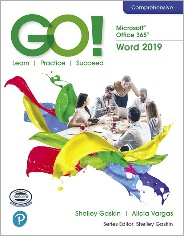 Comprehensive
GO!
Microsoft®
Office 365®
Word 2019
Learn | Practice | Succeed
Shelley Gaskin | Alicia Vargas
Series Editor: Shelley Gaskin
P